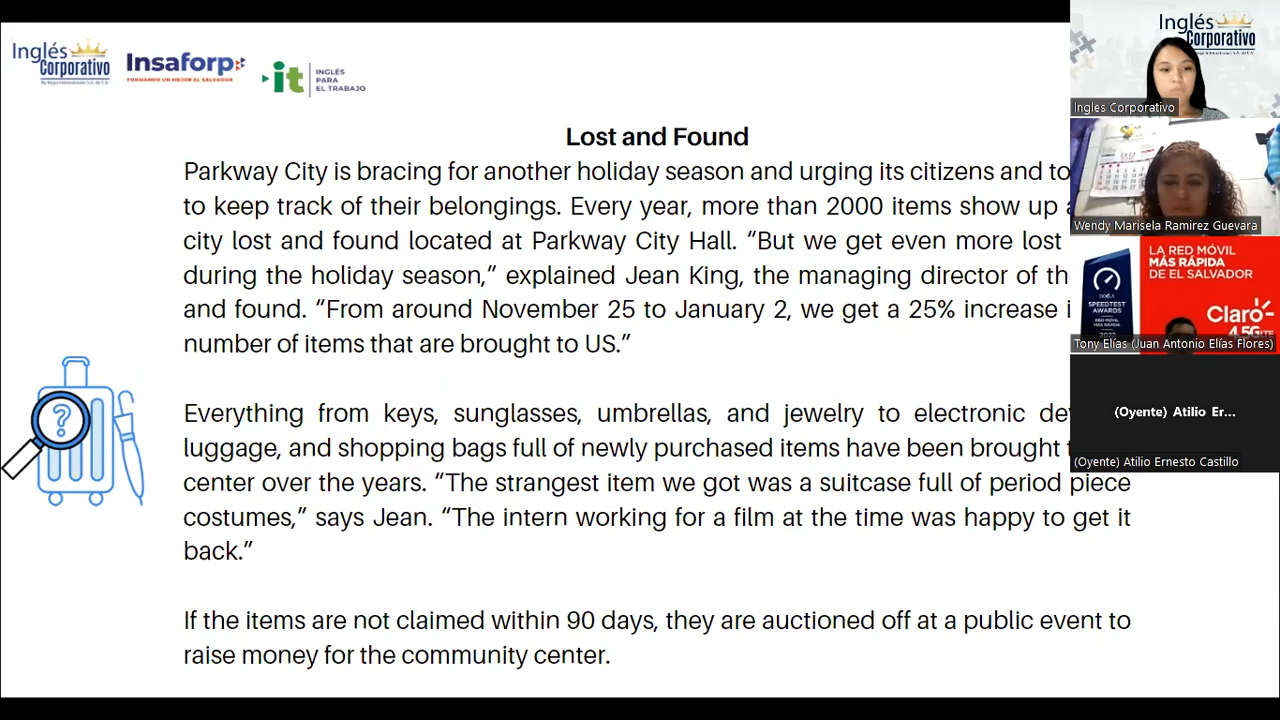 Inglés
Corporativo
Insaforp
FORMANDO UN MEJOR EL SALVADOR
it
INGLÉS
PARA
EL TRABAJO
Lost and Found
Parkway City is bracing for another holiday season and urging its citizens and
to keep track of their belongings. Every year, more than 2000 items show up
city lost and found located at Parkway City Hall. “But we get even more lost
during the holiday season,” explained Jean King, the managing director of
and found. “From around November 25 to January 2, we get a 25% increase
number of items that are brought to US.”
Everything from keys, sunglasses, umbrellas, and jewelry to electronic
luggage, and shopping bags full of newly purchased items have been brought
center over the years. “The strangest item we got was a suitcase full of period piece
costumes,” says Jean. “The intern working for a film at the time was happy to get it
back.”
If the items are not claimed within 90 days, they are auctioned off at a public event to
raise money for the community center.
?
Inglés
Corporativo
Ingles Corporativo
Wendy Marisela Ramirez Guevara
LA RED MÓVIL
MÁS RÁPIDA
DE EL SALVADOR
SPEEDTEST
AWARDS
Claro
4.5G LTE
Tony Elías (Juan Antonio Elías Flores)
(Oyente) Atilio Er...
(Oyente) Atilio Ernesto Castillo